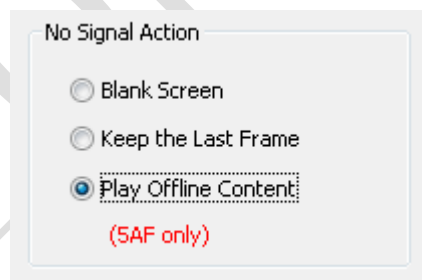 No Signal Action
Blank Screen
Keep the Last Frame
Play Offline Content
(5AF only)